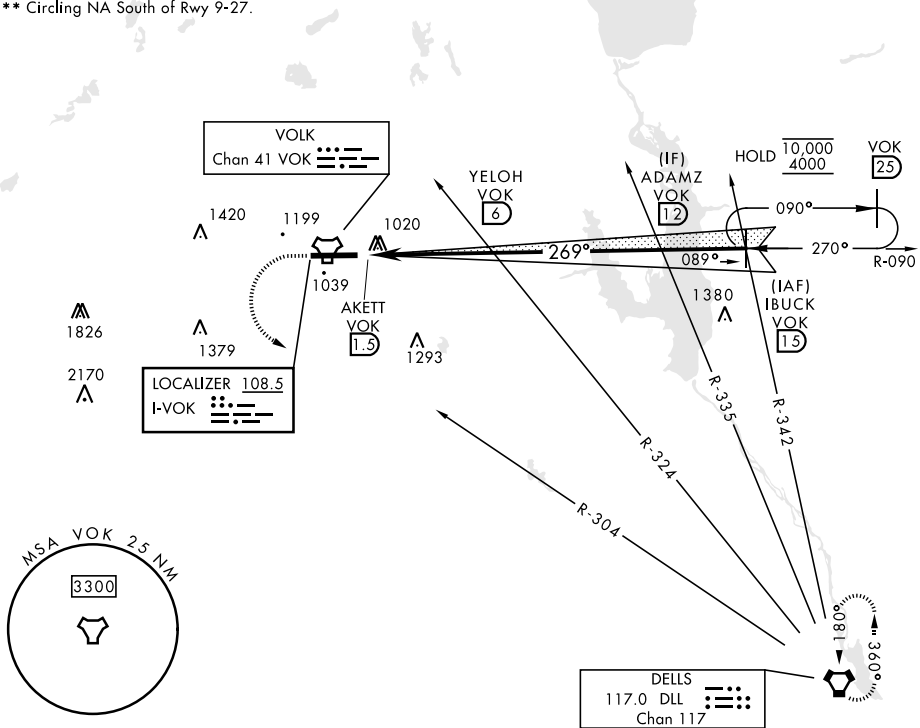 ** Circling NA South of Rwy 9-27.
VOLK
Chan 41 VOK
YELOH
VOK
6
(IF)
ADAMZ
VOK
12
HOLD
10,000
4000
VOK
25
1420
1199
1020
090°
269°
089°
270°
R-090
1039
AKETT
VOK
1.5
1380
(IAF)
IBUCK
VOK
15
1826
1379
1293
2170
LOCALIZER 108.5
I-VOK
R-335
R-342
R-324
R-304
MSA VOK 25 NM
3300
180°
360°
DELLS
117.0 DLL
Chan 117